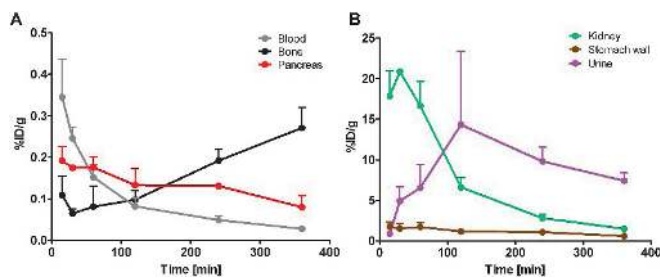 A
Blood
Bone
Pancreas
%ID/g
0.5
0.4
0.3
0.2
0.1
0.0
0 100 200 300 400
Time [min]
B
Kidney
Stomach wall
Urine
%ID/g
25
20
15
10
5
0
0 100 200 300 400
Time [min]